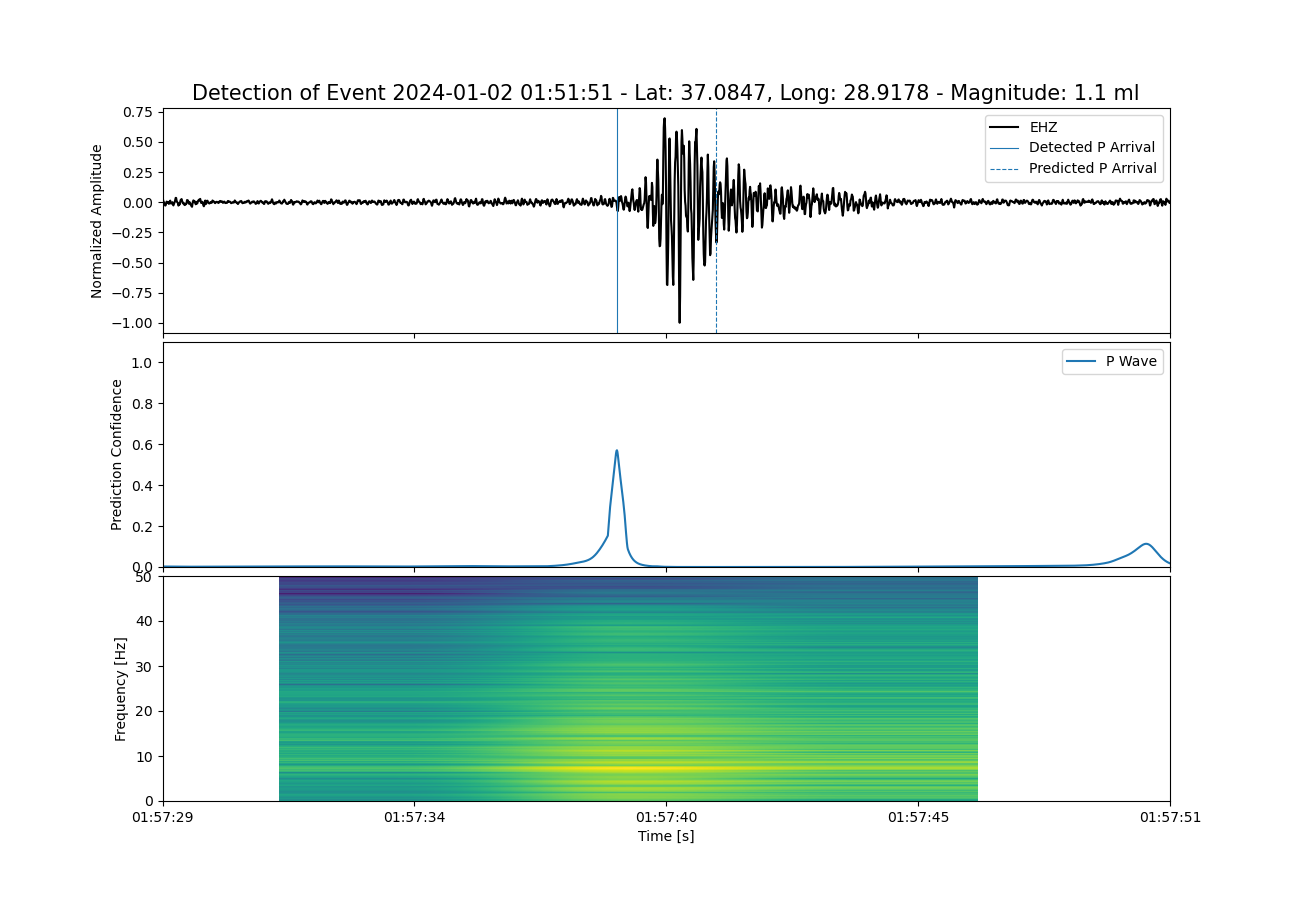 Detection of Event 2024-01-02 01:51:51 - Lat: 37.0847, Long: 28.9178 - Magnitude: 1.1 ml
Normalized Amplitude
0.75
0.50
0.25
0.00
−0.25
−0.50
−0.75
−1.00
EHZ
Detected P Arrival
Predicted P Arrival
Prediction Confidence
1.0
0.8
0.6
0.4
0.2
0.0
P Wave
Frequency [Hz]
50
40
30
20
10
0
01:57:29 01:57:34 01:57:40 01:57:45 01:57:51
Time [s]